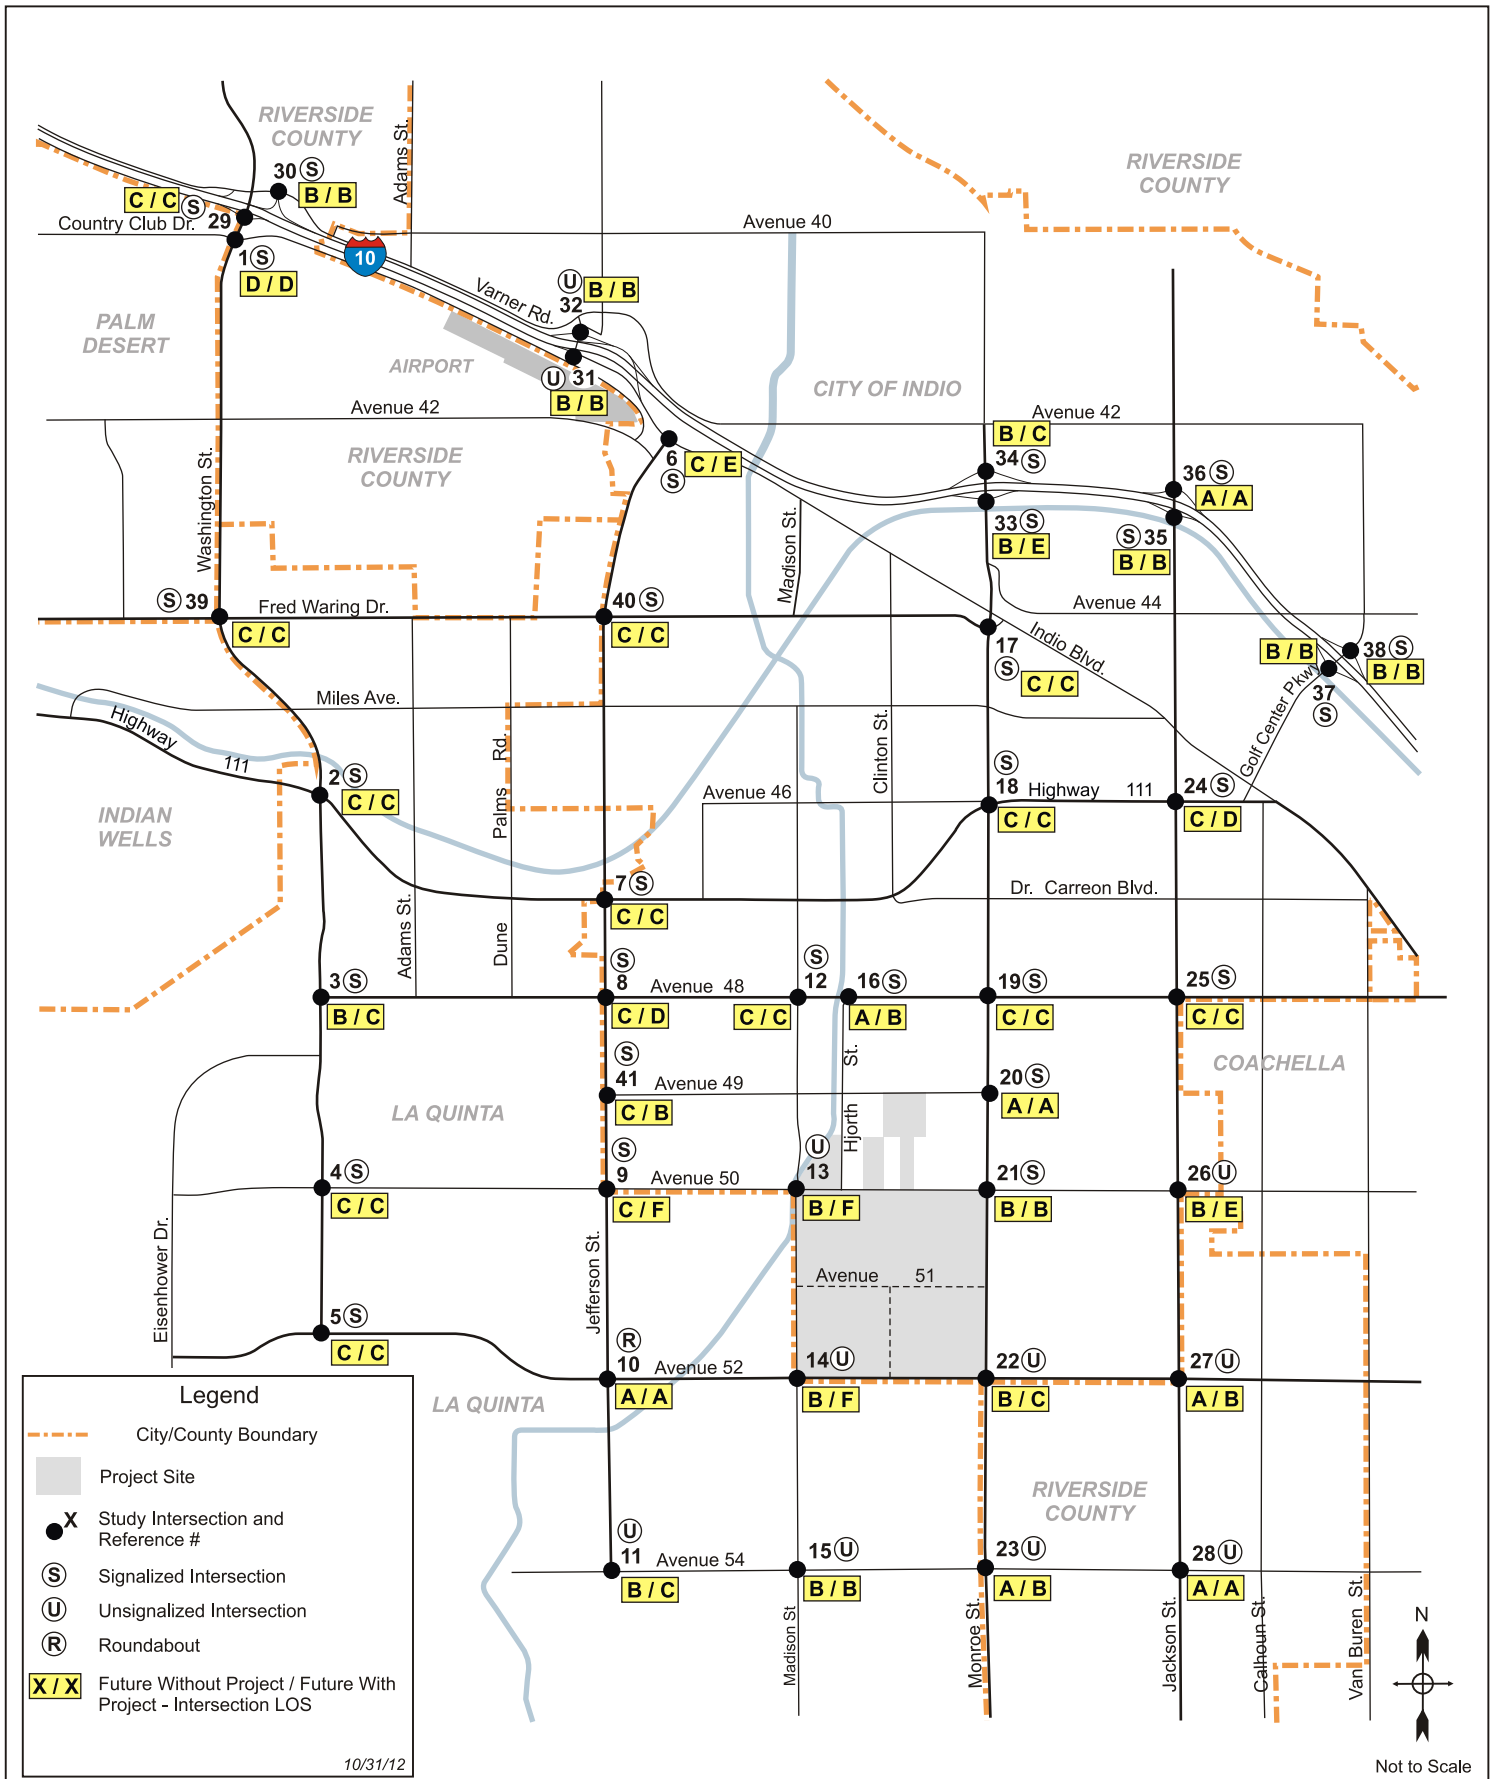 RIVERSIDE
COUNTY
Adams St.
30 S
B / B
C / C S
29
Country Club Dr.
1 S
D / D
10
Avenue 40
RIVERSIDE
COUNTY
Varner Rd.
U
32
B / B
PALM
DESERT
AIRPORT
U 31
B / B
CITY OF INDIO
Avenue 42
Avenue 42
B / C
34 S
Washington St.
RIVERSIDE
COUNTY
6
S
C / E
36 S
A / A
Madison St.
33 S
B / E
S 35
B / B
S 39
Fred Waring Dr.
C / C
40 S
C / C
Avenue 44
17
S
C / C
Indio Blvd.
B / B
38 S
B / B
37
S
Golf Center Pkwy
Miles Ave.
Highway
111
2 S
C / C
Palms Rd.
Clinton St.
INDIAN
WELLS
Avenue 46
S
18
C / C
Highway 111
24 S
C / D
7 S
C / C
Dr. Carreon Blvd.
Adams St.
Dune
3 S
B / C
S
8
C / D
Avenue 48
S
12
C / C
16 S
A / B
19 S
C / C
25 S
C / C
S
41
C / B
Avenue 49
Hjorth St.
20 S
A / A
COACHELLA
LA QUINTA
4 S
C / C
S
9
C / F
Avenue 50
U
13
B / F
21 S
B / B
26 U
B / E
Eisenhower Dr.
Jefferson St.
Avenue 51
5 S
C / C
R
10
A / A
Avenue 52
14 U
B / F
22 U
B / C
27 U
A / B
LA QUINTA
RIVERSIDE
COUNTY
U
11
B / C
Avenue 54
15 U
B / B
23 U
A / B
28 U
A / A
Madison St
Monroe St.
Jackson St.
Calhoun St.
Van Buren St.
Legend
City/County Boundary
Project Site
X Study Intersection and
Reference #
S Signalized Intersection
U Unsignalized Intersection
R Roundabout
X / X Future Without Project / Future With
Project - Intersection LOS
10/31/12
N
Not to Scale